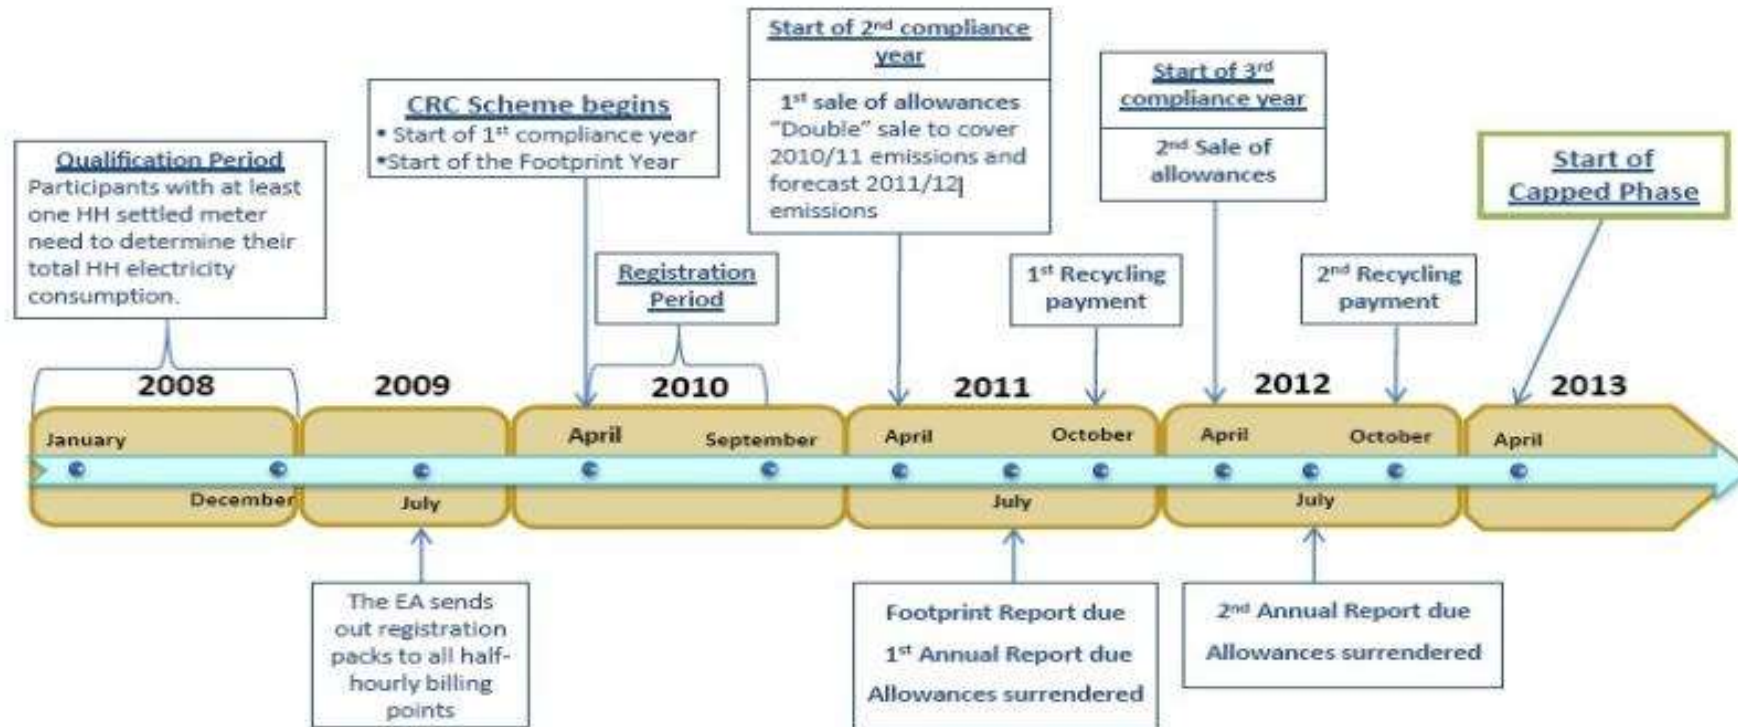 Qualification Period
Participants with at least
one HH settled meter
need to determine their
total HH electricity
consumption.
CRC Scheme begins
• Start of 1st compliance year
•Start of the Footprint Year
Registration
Period
Start of 2nd compliance
year
1st sale of allowances
"Double" sale to cover
2010/11 emissions and
forecast 2011/12
emissions
1st Recycling
payment
Start of 3rd
compliance year
2nd Sale of
allowances
2nd Recycling
payment
Start of
Capped Phase
2008
2009
2010
2011
2012
2013
January
December
July
April
September
April
July
October
April
July
October
April
The EA sends
out registration
packs to all half-
hourly billing
points
Footprint Report due
1st Annual Report due
Allowances surrendered
2nd Annual Report due
Allowances surrendered